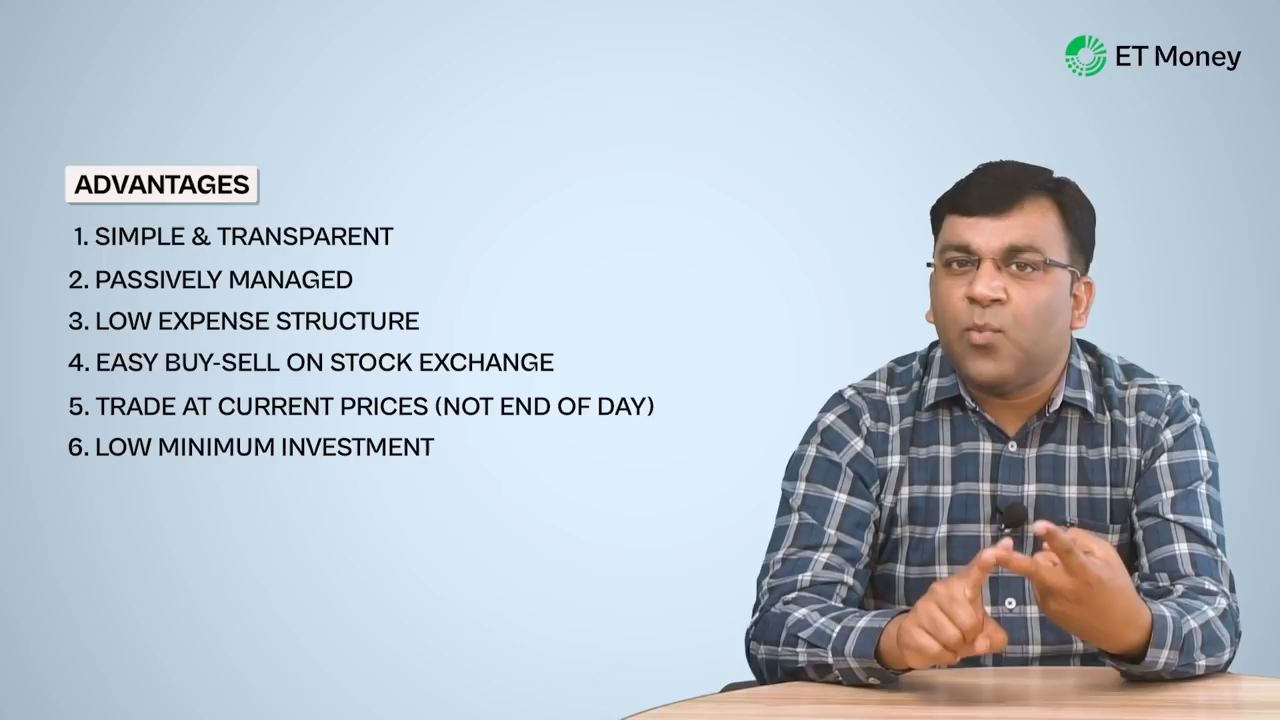 ET Money
ADVANTAGES
1. SIMPLE & TRANSPARENT
2. PASSIVELY MANAGED
3. LOW EXPENSE STRUCTURE
4. EASY BUY-SELL ON STOCK EXCHANGE
5. TRADE AT CURRENT PRICES (NOT END OF DAY)
6. LOW MINIMUM INVESTMENT